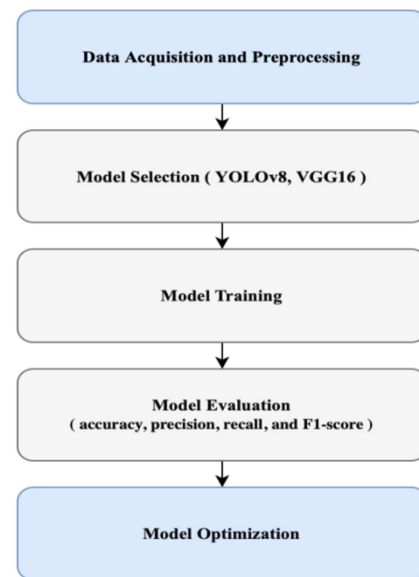 Data Acquisition and Preprocessing
Model Selection ( YOLOv8, VGG16 )
Model Training
Model Evaluation
( accuracy, precision, recall, and F1-score )
Model Optimization